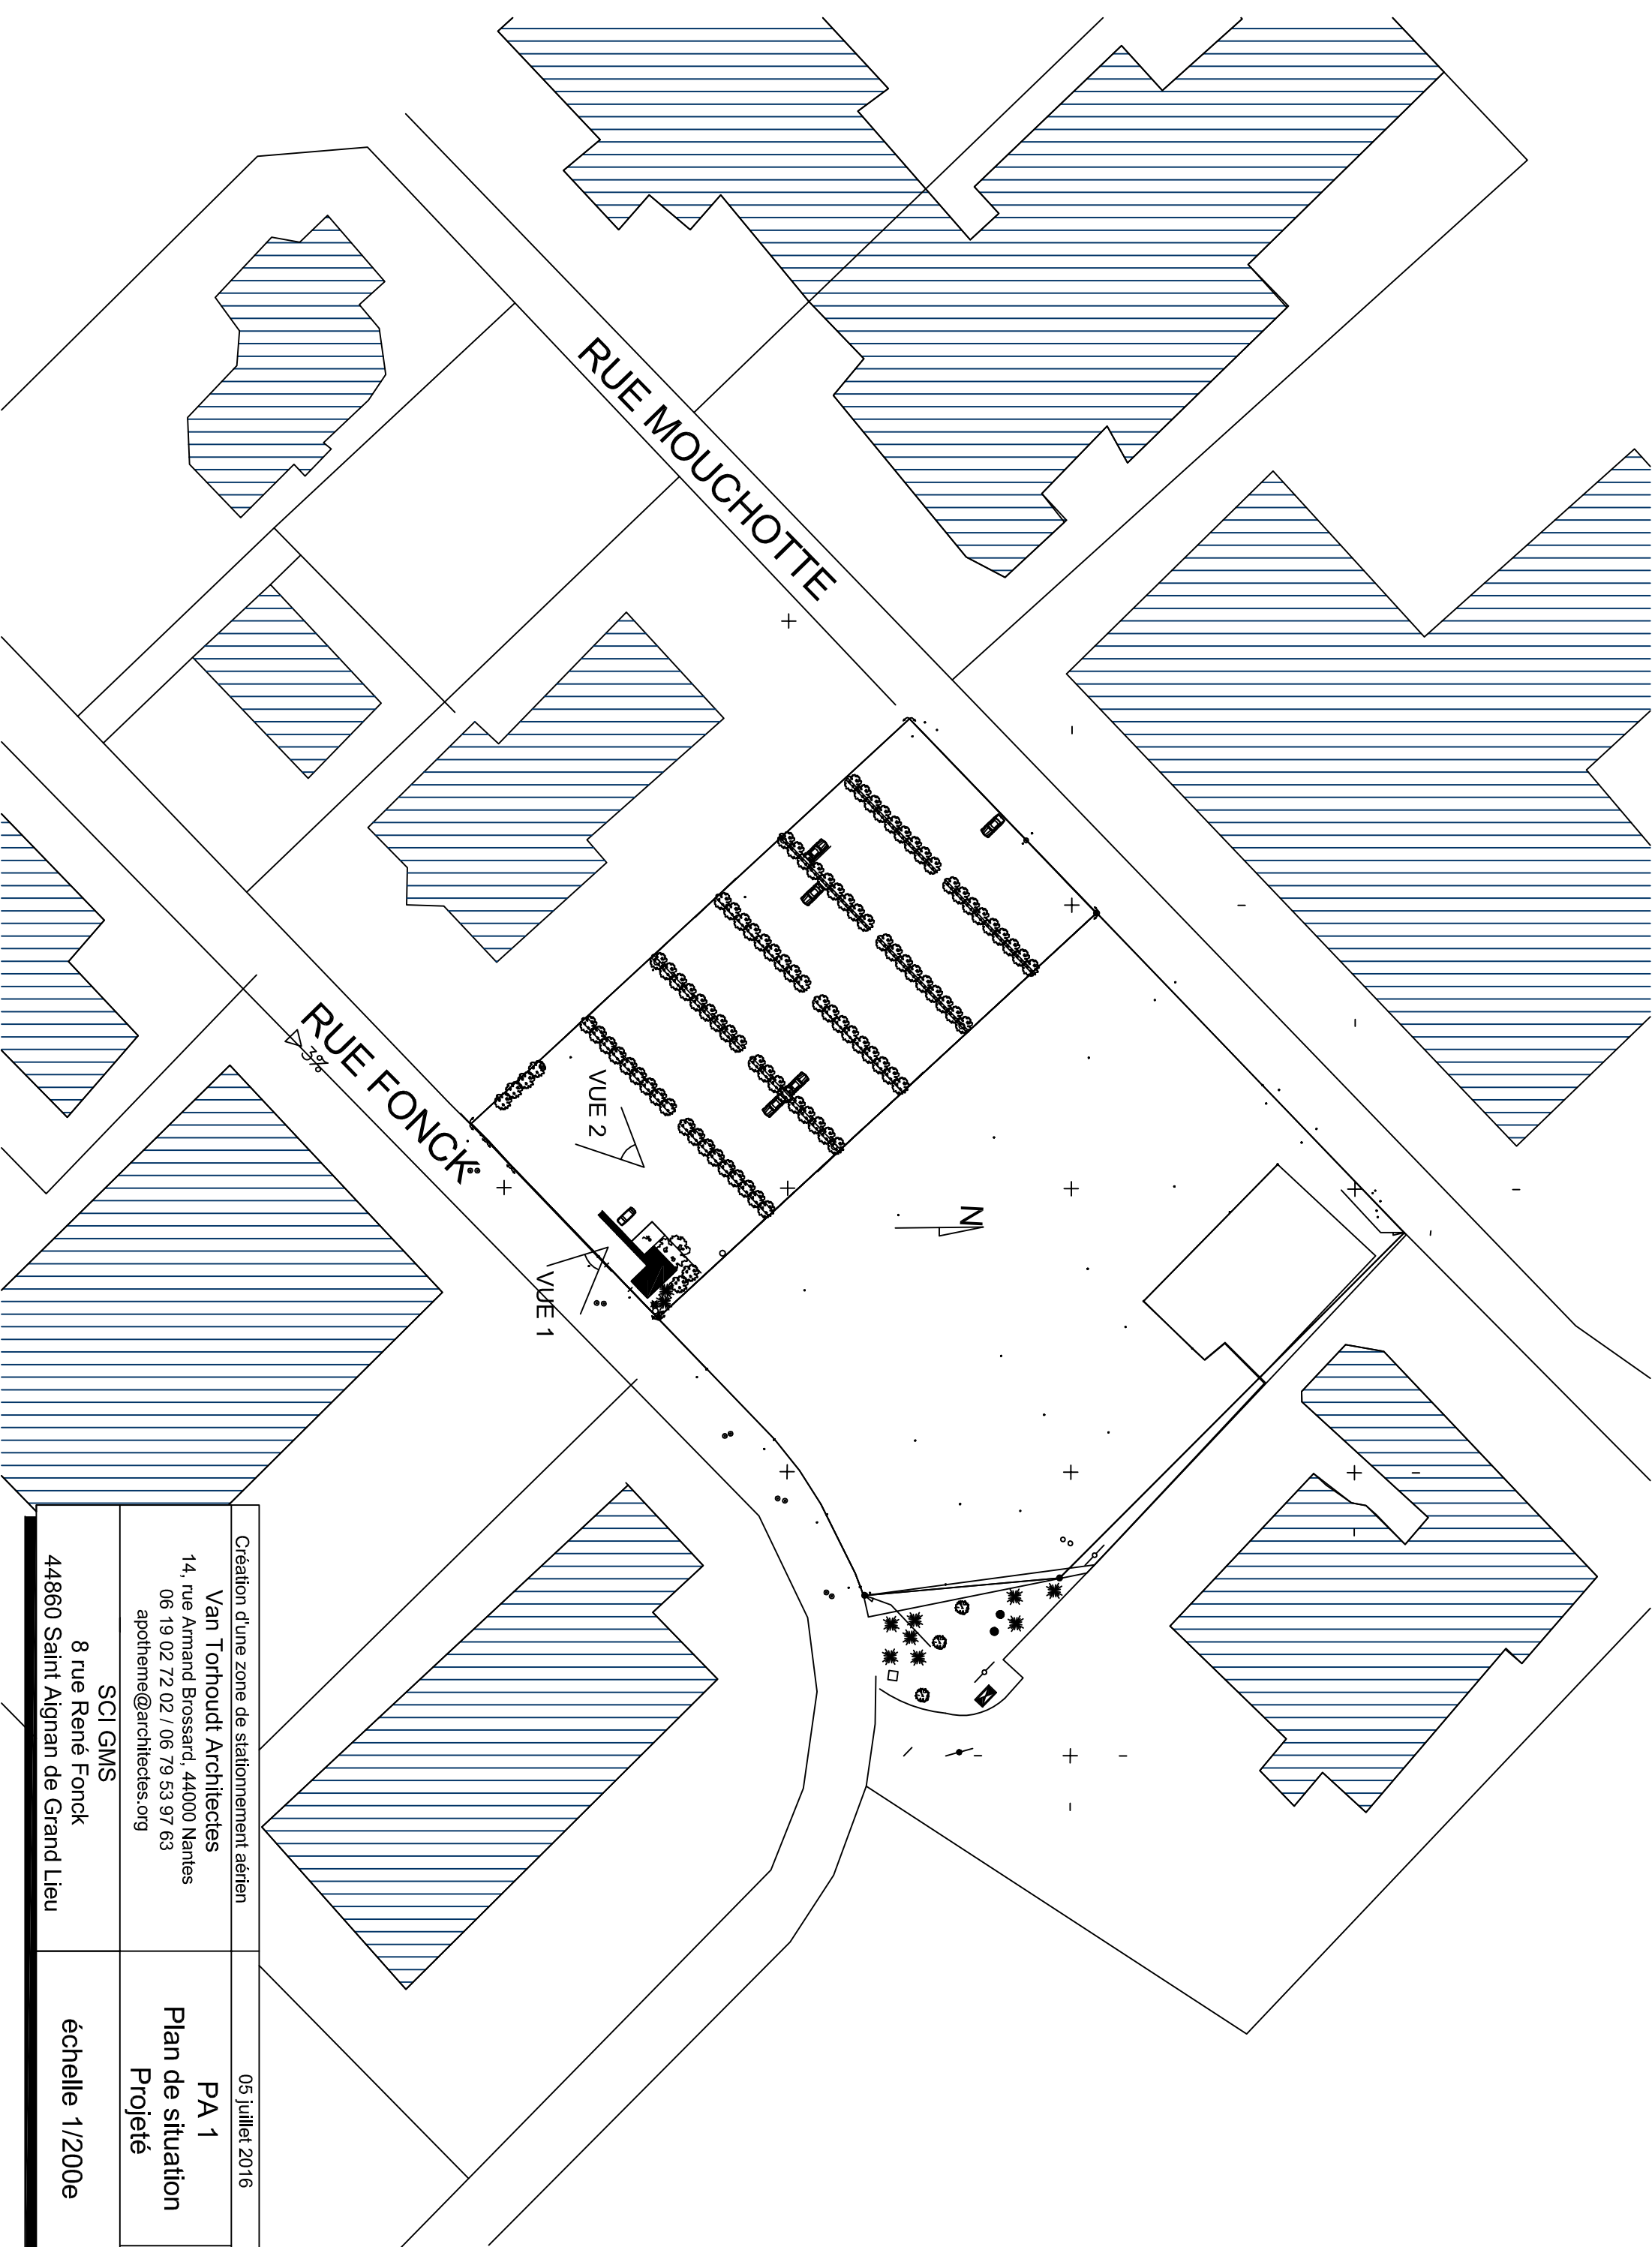 RUE MOUCHOTTE
RUE FONCK
3%
VUE 2
VUE 1
N
Création d'une zone de stationnement aérien
05 juillet 2016
Van Torhoudt Architectes
14, rue Armand Brossard, 44000 Nantes
06 19 02 72 02 / 06 79 53 97 63
apotheme@architectes.org
PA 1
Plan de situation
Projeté
SCI GMS
8 rue René Fonck
44860 Saint Aignan de Grand Lieu
échelle 1/200e